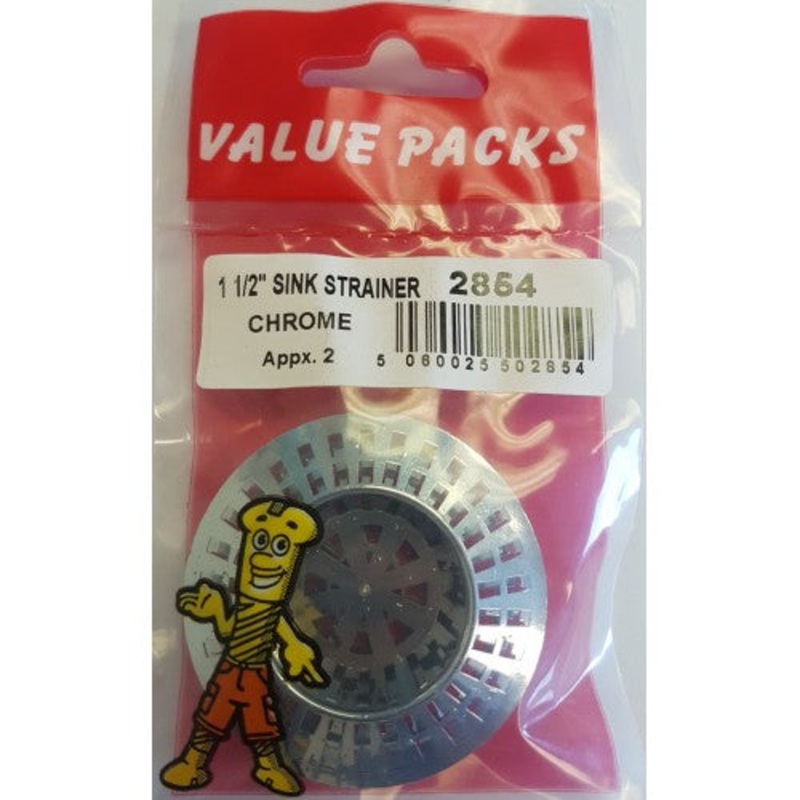 VALUE PACKS
1 1/2" SINK STRAINER 2854
CHROME
Appx. 2
5 060025 502854